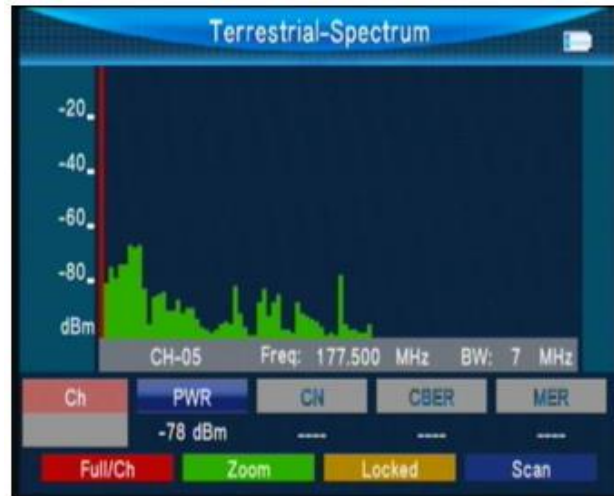 Terrestrial-Spectrum
-20
-40
-60
-80
dBm
CH-05 Freq: 177.500 MHz BW: 7 MHz
Ch PWR CN CBER MER
-78 dBm ---- ---- ----
Full/Ch Zoom Locked Scan